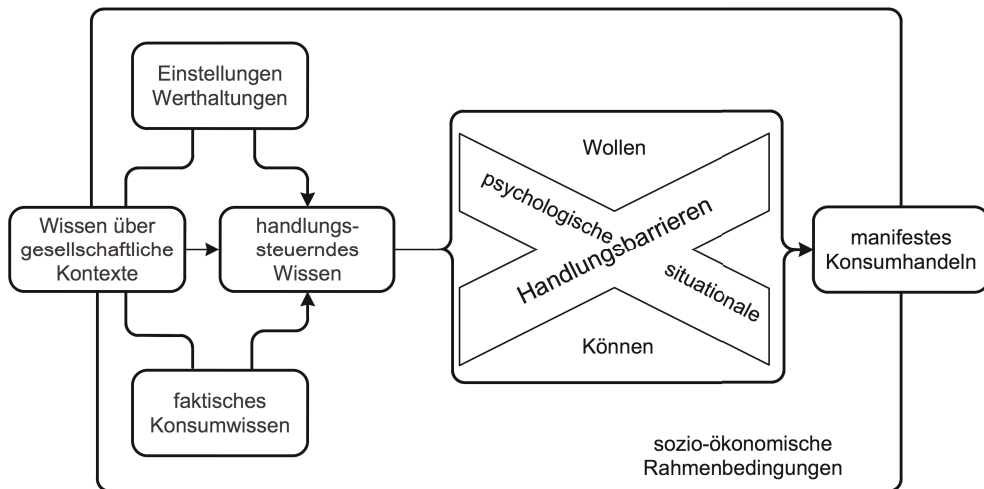 Einstellungen
Werthaltungen
Wissen über
gesellschaftliche
Kontexte
handlungs-
steuerndes
Wissen
faktisches
Konsumwissen
Wollen
psychologische
Handlungsbarrieren
situationale
Können
manifestes
Konsumhandeln
sozio-ökonomische
Rahmenbedingungen